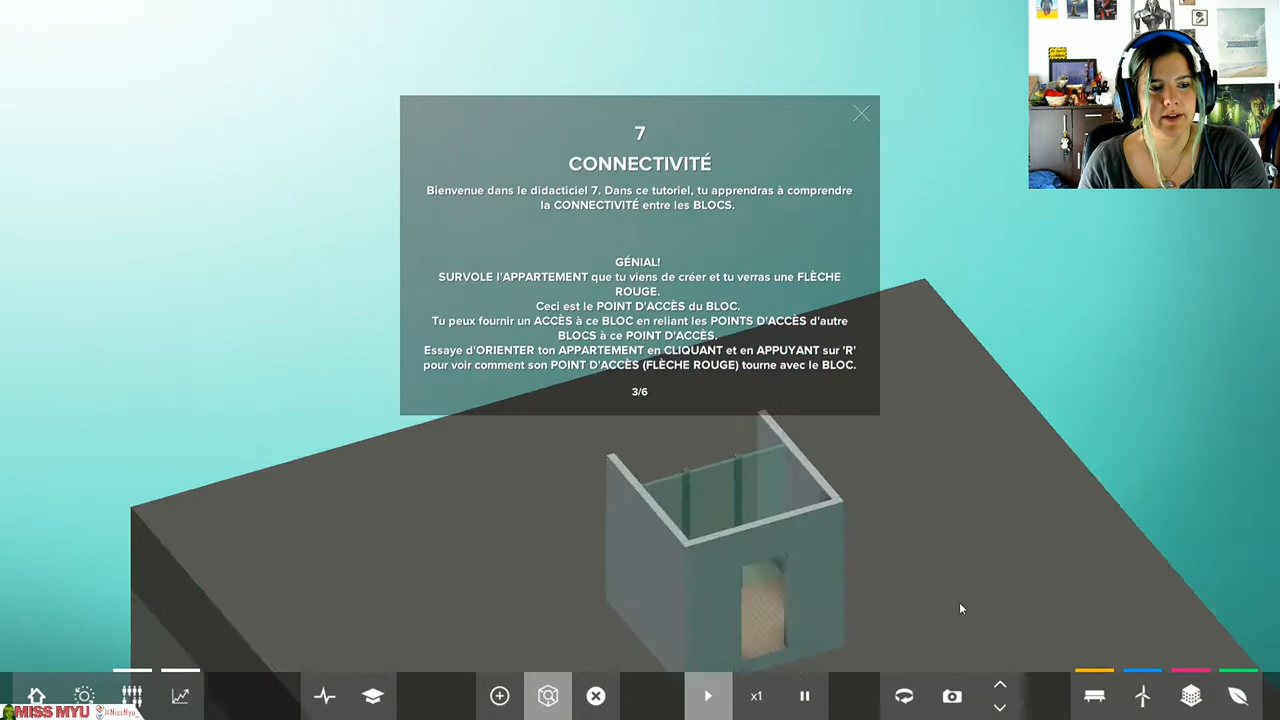 7
CONNECTIVITÉ
Bienvenue dans le didacticiel 7. Dans ce tutoriel, tu apprendras à comprendre
la CONNECTIVITÉ entre les BLOCS.
GÉNIAL!
SURVOLE l'APPARTEMENT que tu viens de créer et tu verras une FLÈCHE
ROUGE.
Ceci est le POINT D'ACCÈS du BLOC.
Tu peux fournir un ACCÈS à ce BLOC en reliant les POINTS D'ACCÈS d'autre
BLOCS à ce POINT D'ACCÈS.
Essaye d'ORIENTER ton APPARTEMENT en CLIQUANT et en APPUYANT sur 'R'
pour voir comment son POINT D'ACCÈS (FLÈCHE ROUGE) tourne avec le BLOC.
3/6
x1
MISS MYU @MissMyu_